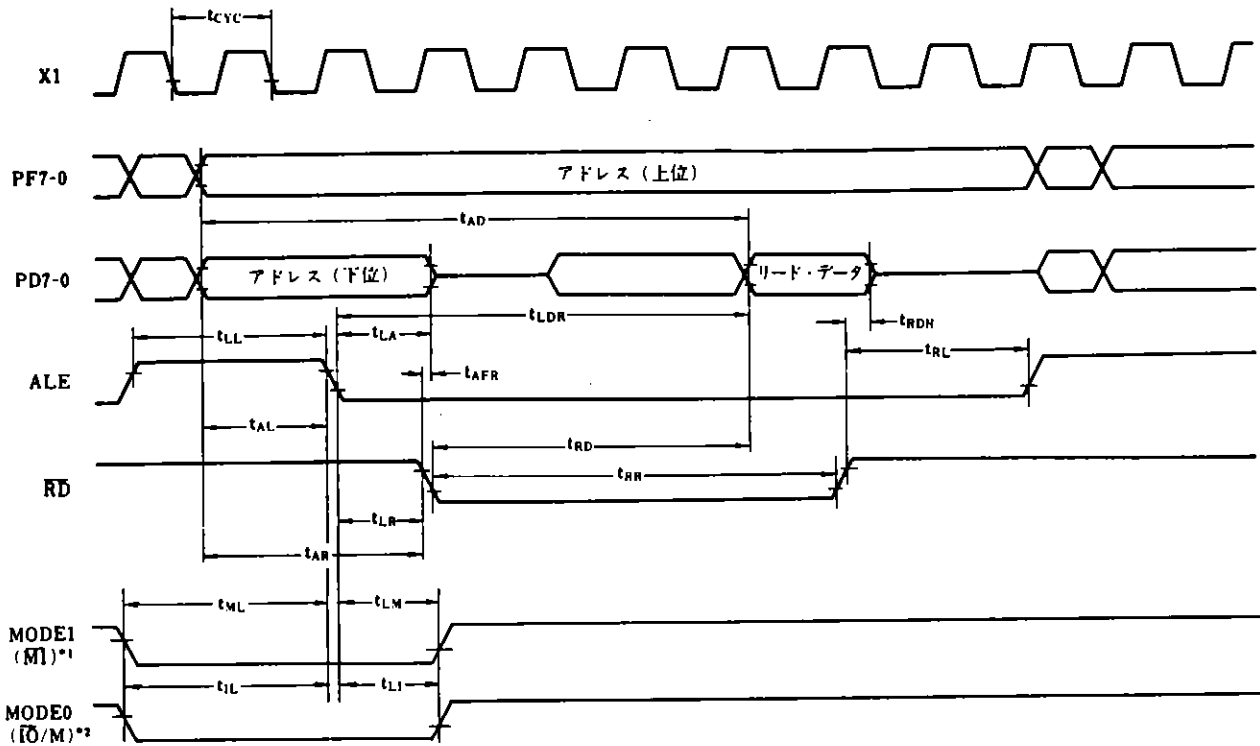 tCYC
X1
PF7-0
アドレス (上位)
tAD
PD7-0
アドレス (下位)
リード・データ
tLDR
tRDH
tLL
tLA
tRL
ALE
tAFR
tAL
tRD
RD
tRR
tLR
tAR
tML
tLM
MODE1
(M1)*1
tIL
tLI
MODE0
(IO/M)*2